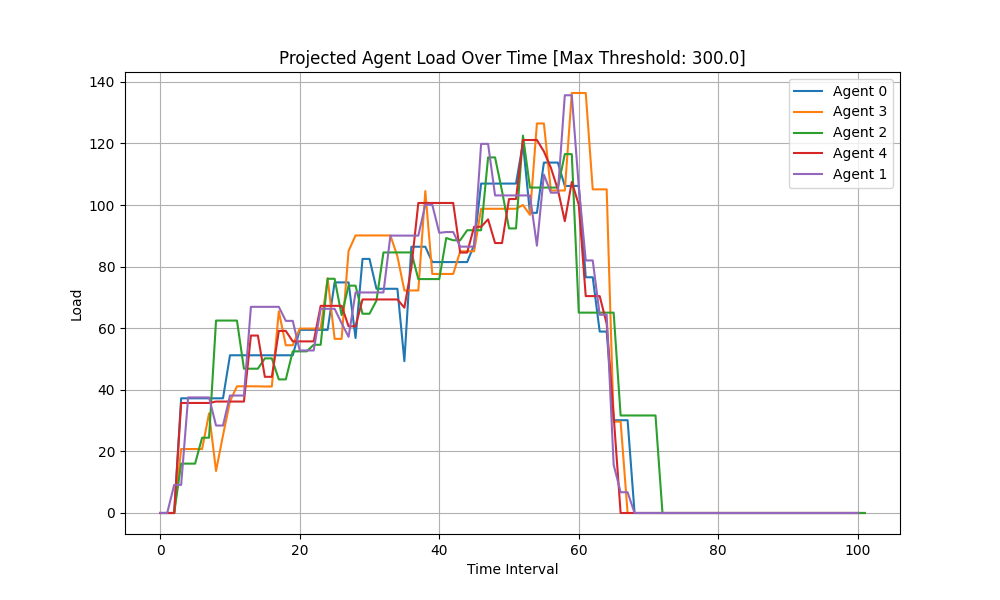 Projected Agent Load Over Time [Max Threshold: 300.0]
Load
140
120
100
80
60
40
20
0
Agent 0
Agent 3
Agent 2
Agent 4
Agent 1
0 20 40 60 80 100
Time Interval